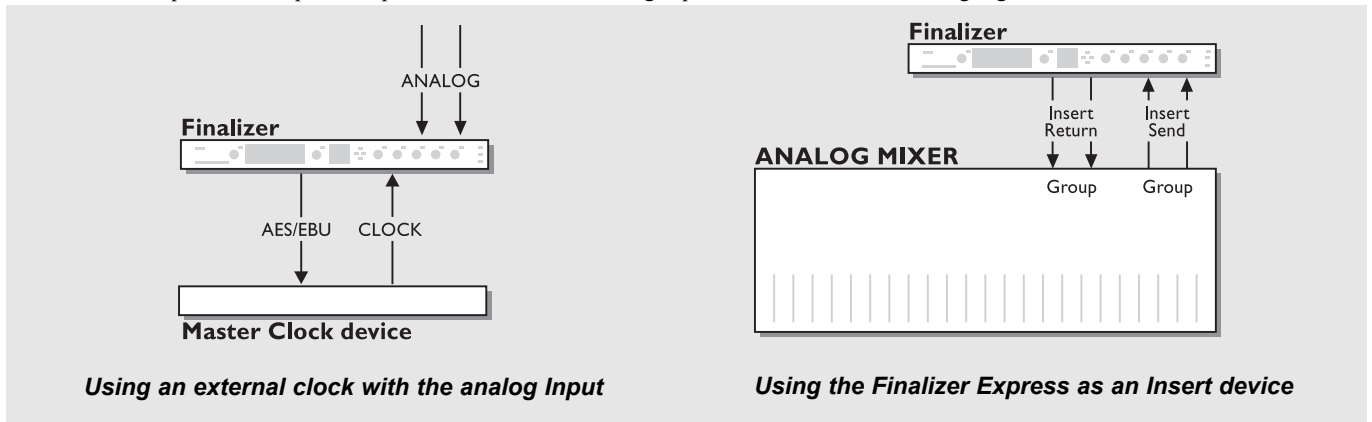 ANALOG
Finalizer
AES/EBU CLOCK
Master Clock device
Using an external clock with the analog Input
Finalizer
Insert Return
Insert Send
ANALOG MIXER
Group Group
Using the Finalizer Express as an Insert device